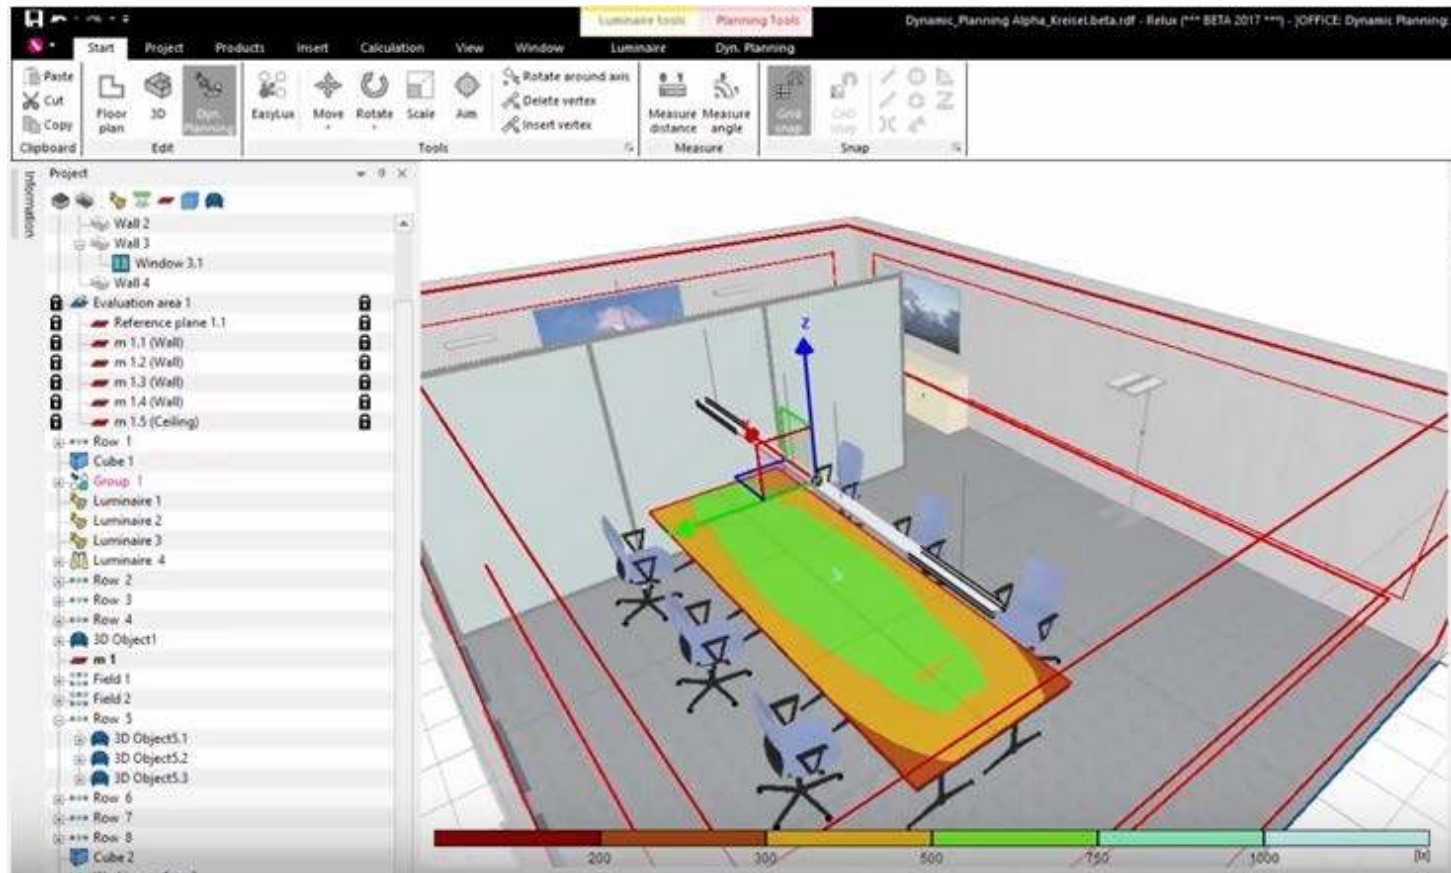 Luminaire tools Planning Tools Dynamic_Planning Alpha_Kreisel.beta.rdf - Relux (*** BETA 2017 ***) - [OFFICE: Dynamic Planning:
Start Project Products Insert Calculation View Window Luminaire Dyn. Planning
Paste
Cut
Copy
Clipboard
Floor plan
3D
Dyn. Planning
Edit
EasyLux
Move
Rotate
Scale
Aim
Rotate around axis
Delete vertex
Insert vertex
Tools
Measure distance
Measure angle
Measure
Grid snap
CAD snap
Snap
Information
Project
Wall 2
Wall 3
Window 3.1
Wall 4
Evaluation area 1
Reference plane 1.1
m 1.1 (Wall)
m 1.2 (Wall)
m 1.3 (Wall)
m 1.4 (Wall)
m 1.5 (Ceiling)
Row 1
Cube 1
Group 1
Luminaire 1
Luminaire 2
Luminaire 3
Luminaire 4
Row 2
Row 3
Row 4
3D Object1
m 1
Field 1
Field 2
Row 5
3D Object5.1
3D Object5.2
3D Object5.3
Row 6
Row 7
Row 8
Cube 2
Z
200 300 500 750 1000 [lx]